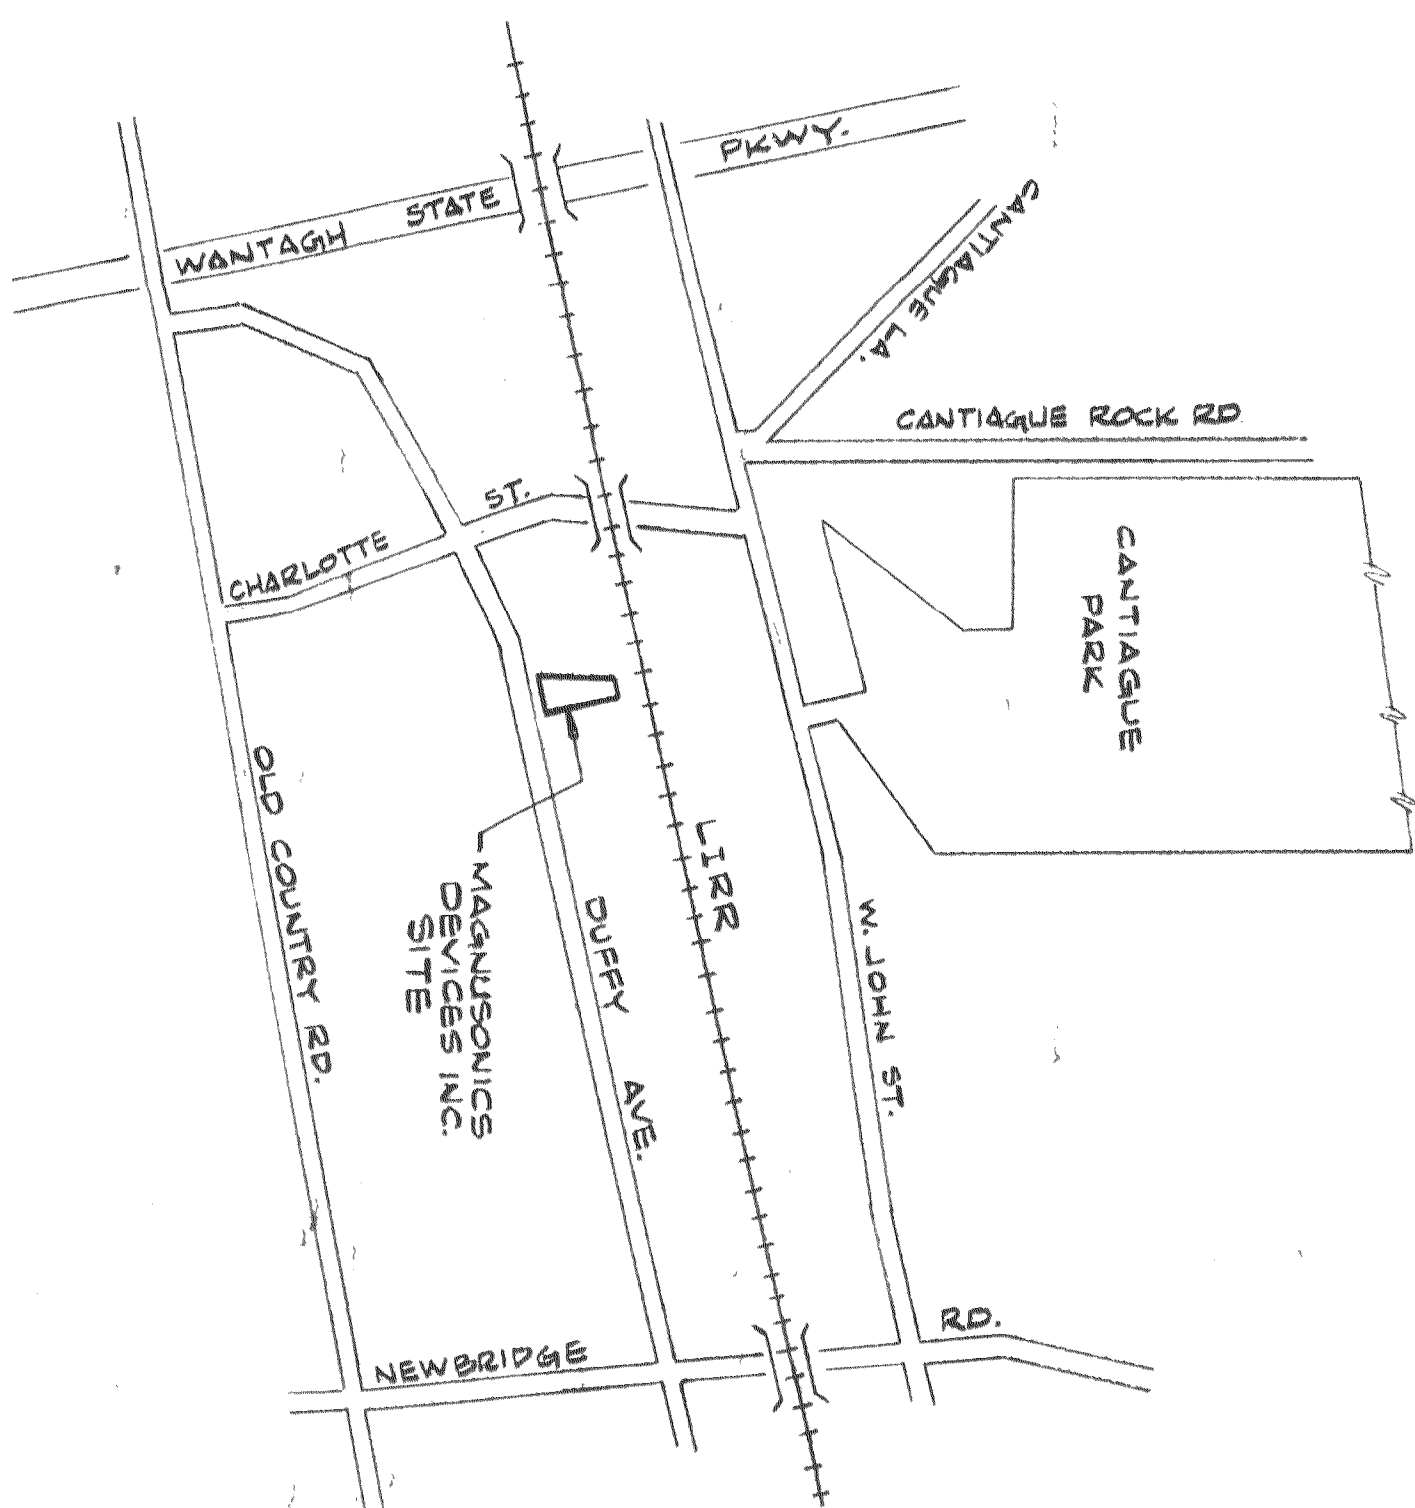 WANTAGH STATE PKWY.
CANTIAGUE LA.
CANTIAGUE ROCK RD
CHARLOTTE ST.
CANTIAGUE
PARK
OLD COUNTRY RD.
MAGNUSONICS
DEVICES INC.
SITE
DUFFY AVE.
LIRR
W. JOHN ST.
NEWBRIDGE RD.